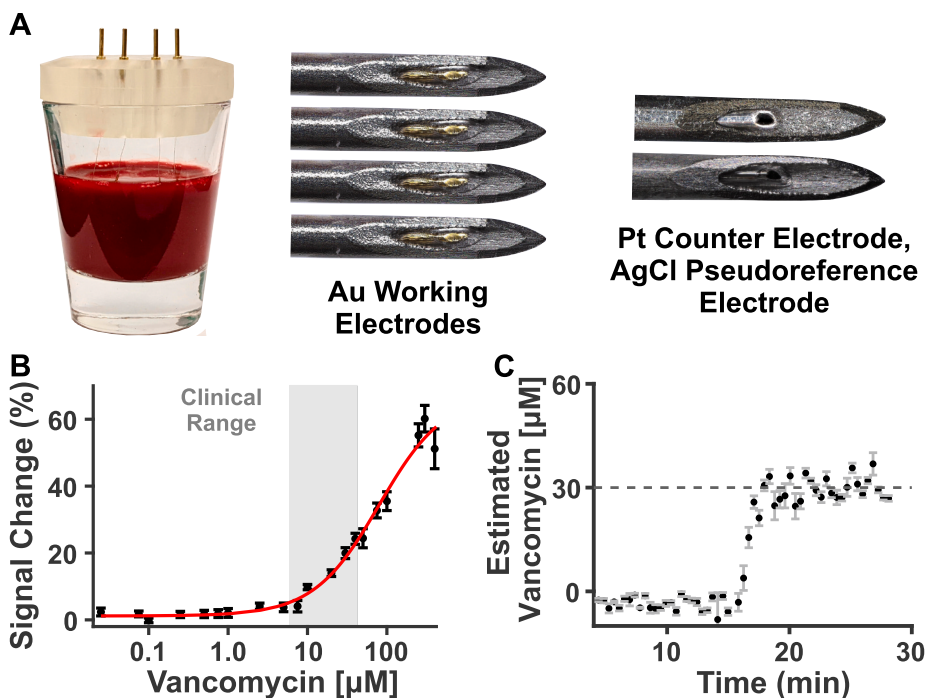 A
Au Working
Electrodes
Pt Counter Electrode,
AgCl Pseudoreference
Electrode
B
Signal Change (%)
60
40
20
0
Clinical
Range
0.1
1.0
10
100
Vancomycin [µM]
C
Estimated
Vancomycin [µM]
60
30
0
10
20
30
Time (min)